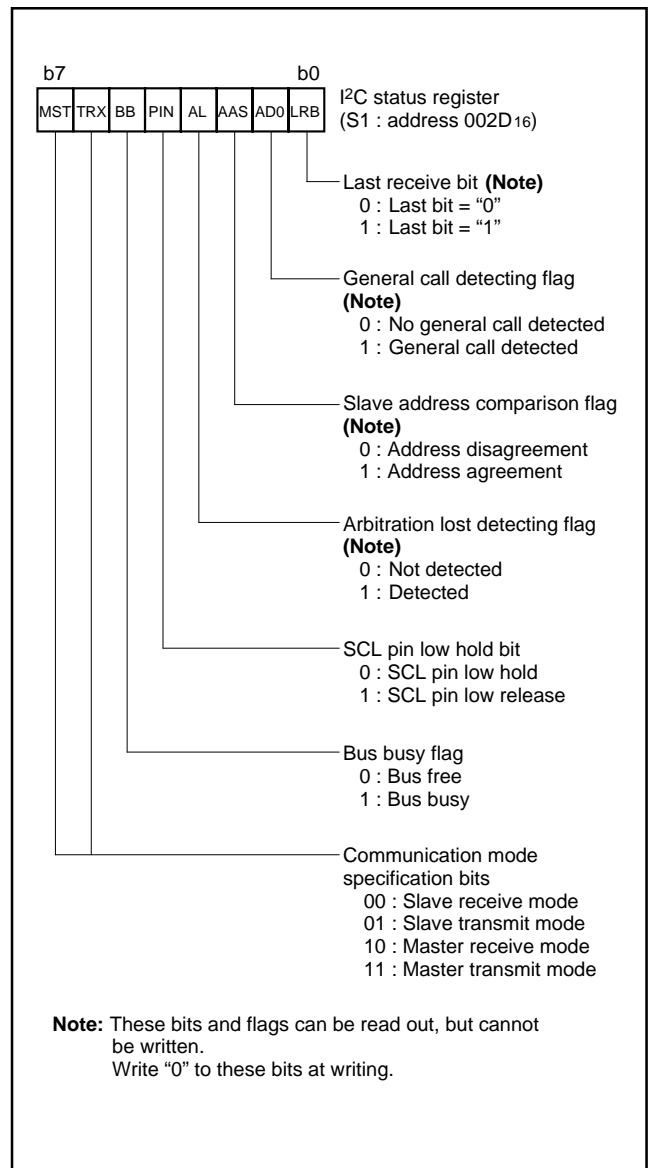 b7 b0
MST TRX BB PIN AL AAS AD0 LRB
I²C status register
(S1 : address 002D₁₆)
Last receive bit (Note)
0 : Last bit = “0”
1 : Last bit = “1”
General call detecting flag
(Note)
0 : No general call detected
1 : General call detected
Slave address comparison flag
(Note)
0 : Address disagreement
1 : Address agreement
Arbitration lost detecting flag
(Note)
0 : Not detected
1 : Detected
SCL pin low hold bit
0 : SCL pin low hold
1 : SCL pin low release
Bus busy flag
0 : Bus free
1 : Bus busy
Communication mode
specification bits
00 : Slave receive mode
01 : Slave transmit mode
10 : Master receive mode
11 : Master transmit mode
Note: These bits and flags can be read out, but cannot
be written.
Write “0” to these bits at writing.